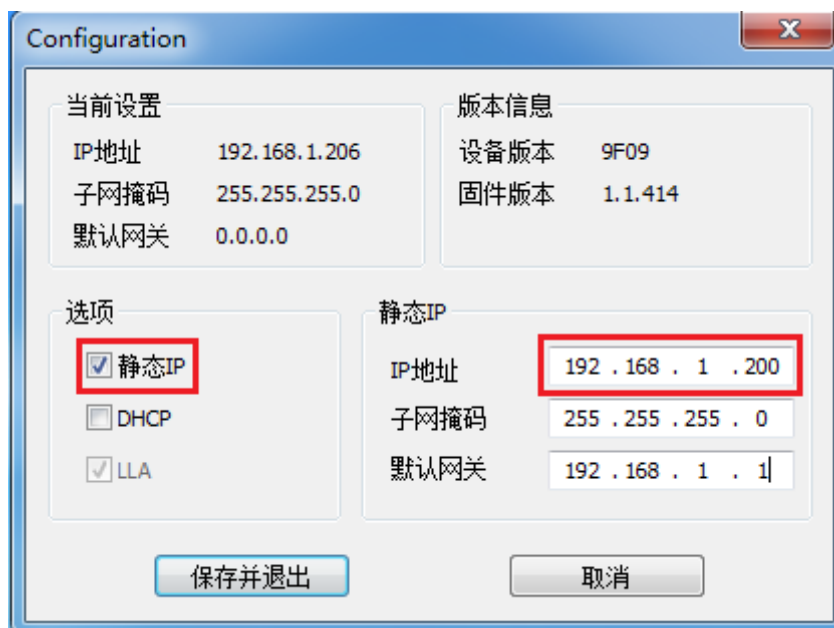 Configuration
当前设置
IP地址 192.168.1.206
子网掩码 255.255.255.0
默认网关 0.0.0.0
版本信息
设备版本 9F09
固件版本 1.1.414
选项
静态IP
DHCP
LLA
静态IP
IP地址 192 . 168 . 1 . 200
子网掩码 255 . 255 . 255 . 0
默认网关 192 . 168 . 1 . 1
保存并退出 取消